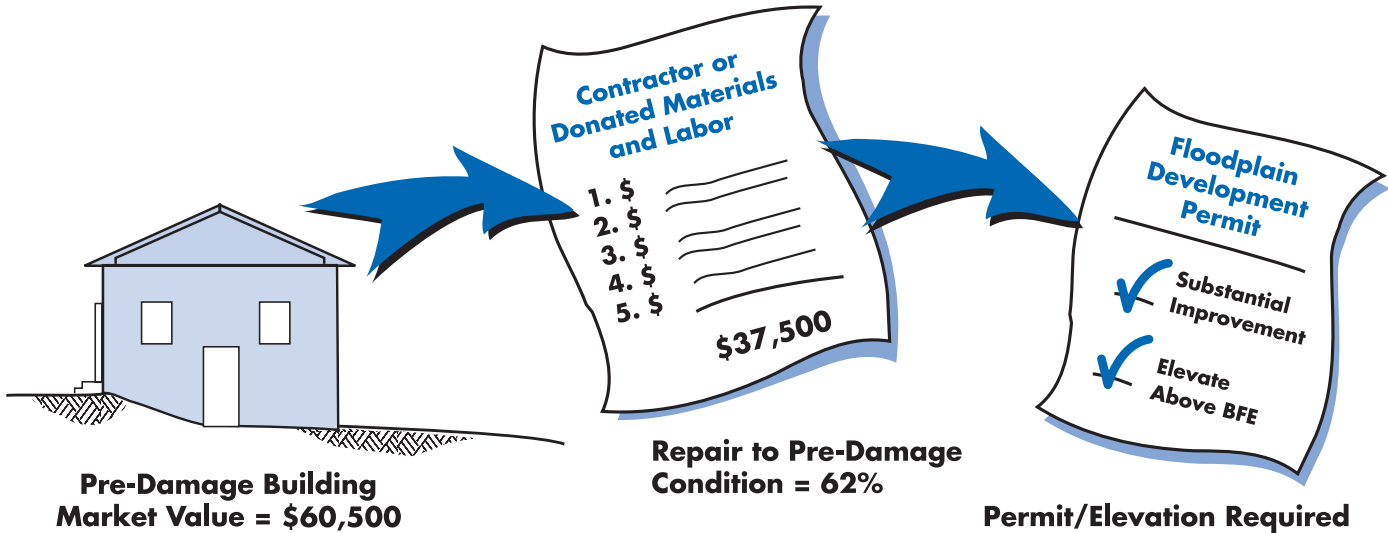 Pre-Damage Building
Market Value = $60,500
Contractor or
Donated Materials
and Labor
1. $
2. $
3. $
4. $
5. $
$37,500
Repair to Pre-Damage
Condition = 62%
Floodplain
Development
Permit
Substantial
Improvement
Elevate
Above BFE
Permit/Elevation Required